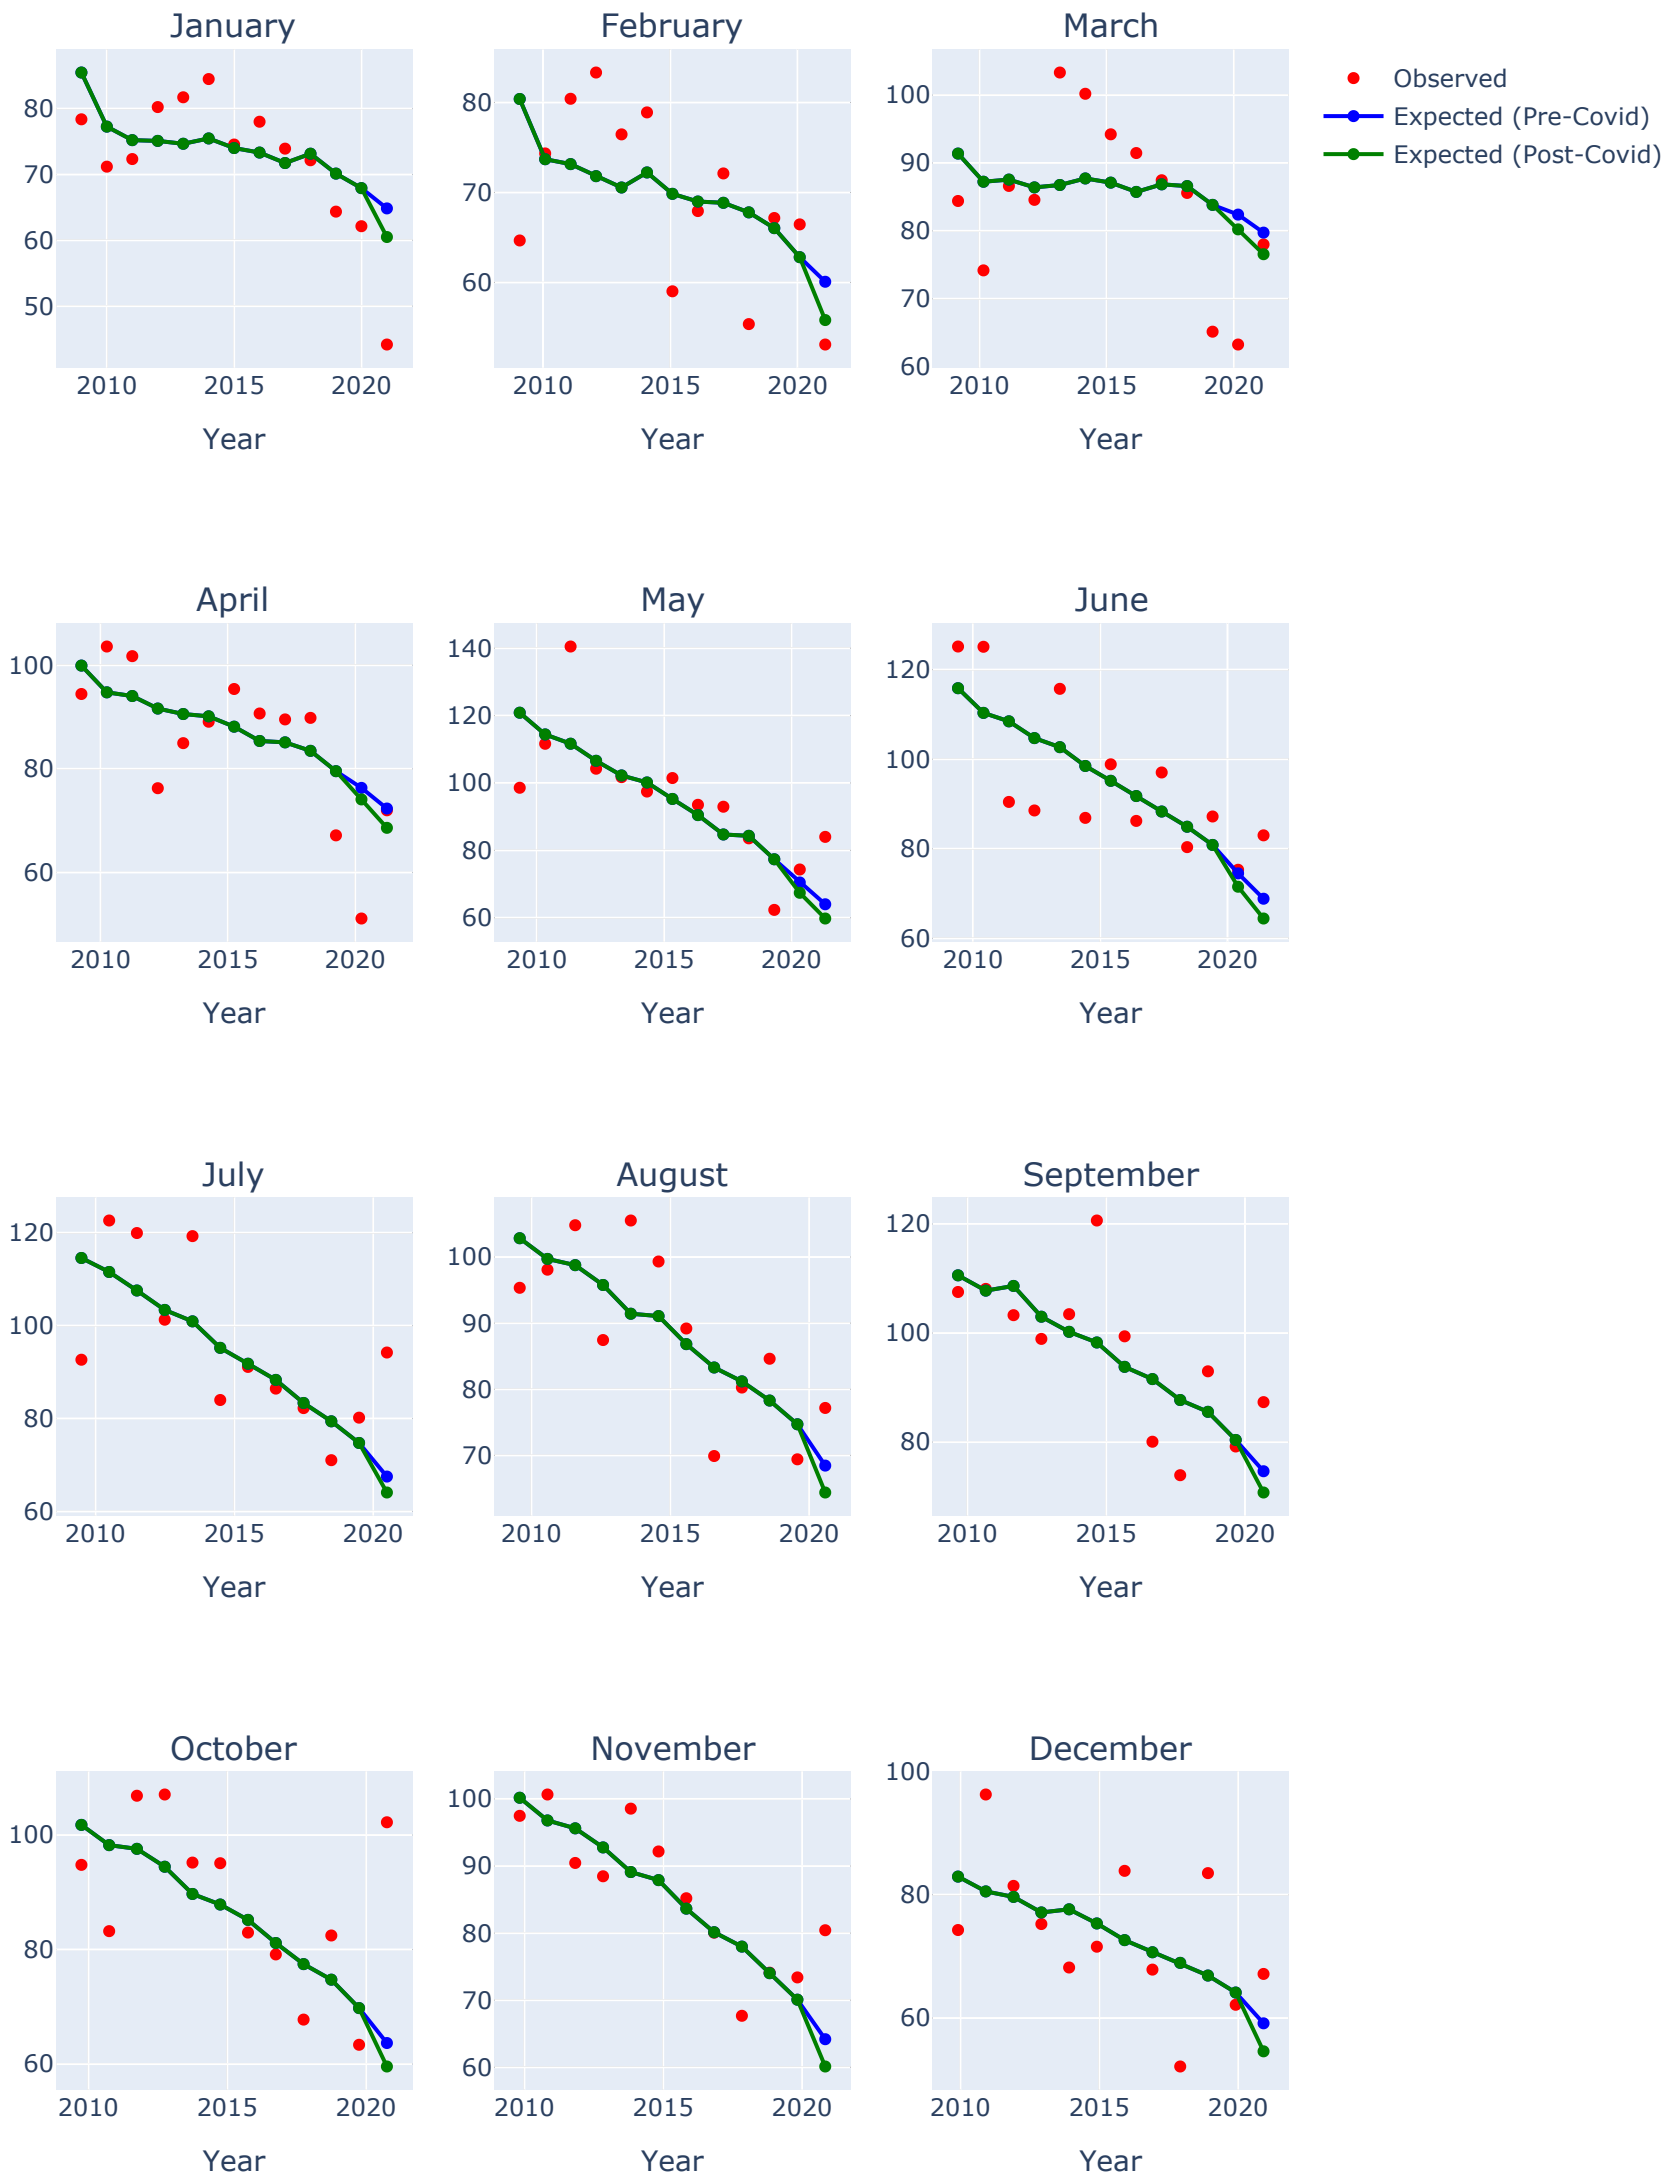 January
80
70
60
50
2010 2015 2020
Year
February
80
70
60
2010 2015 2020
Year
March
100
90
80
70
60
2010 2015 2020
Year
Observed
Expected (Pre-Covid)
Expected (Post-Covid)
April
100
80
60
2010 2015 2020
Year
May
140
120
100
80
60
2010 2015 2020
Year
June
120
100
80
60
2010 2015 2020
Year
July
120
100
80
60
2010 2015 2020
Year
August
100
90
80
70
2010 2015 2020
Year
September
120
100
80
2010 2015 2020
Year
October
100
80
60
2010 2015 2020
Year
November
100
90
80
70
60
2010 2015 2020
Year
December
100
80
60
2010 2015 2020
Year